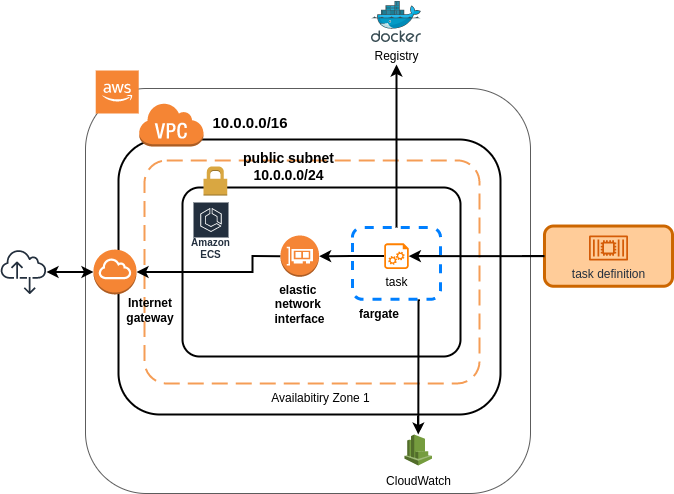 docker
Registry
aws
VPC
10.0.0.0/16
public subnet
10.0.0.0/24
Amazon
ECS
task
task definition
elastic
network
interface
Internet
gateway
fargate
Availabitiry Zone 1
CloudWatch